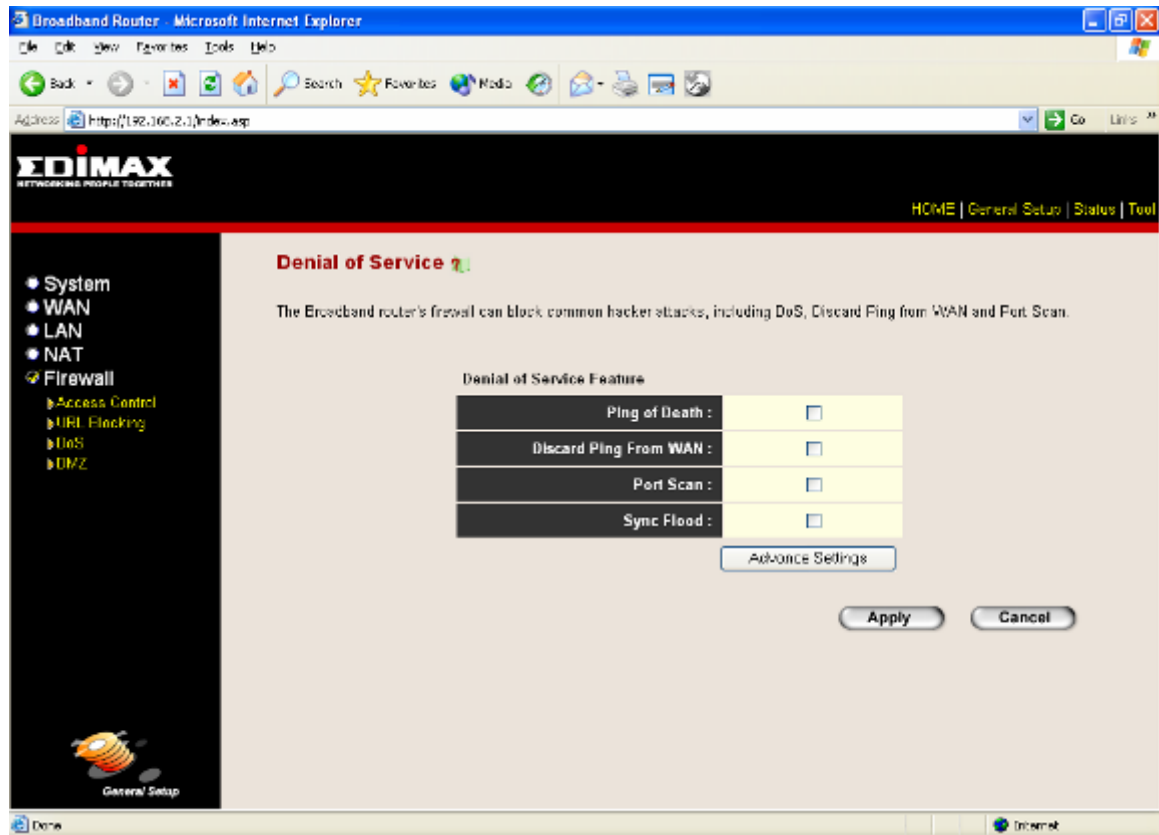 Broadband Router - Microsoft Internet Explorer
File Edit View Favorites Tools Help
Back Search Favorites Media
Address http://192.168.2.1/index.asp Go Links »
EDIMAX
NETWORKING PEOPLE TOGETHER
HOME | General Setup | Status | Tool
Denial of Service
System
WAN
LAN
NAT
Firewall
Access Control
URL Blocking
DoS
DMZ
The Broadband router's firewall can block common hacker attacks, including DoS, Discard Ping from WAN and Port Scan.
Denial of Service Feature
Ping of Death :
Discard Ping From WAN :
Port Scan :
Sync Flood :
Advance Settings
Apply Cancel
General Setup
Done Internet